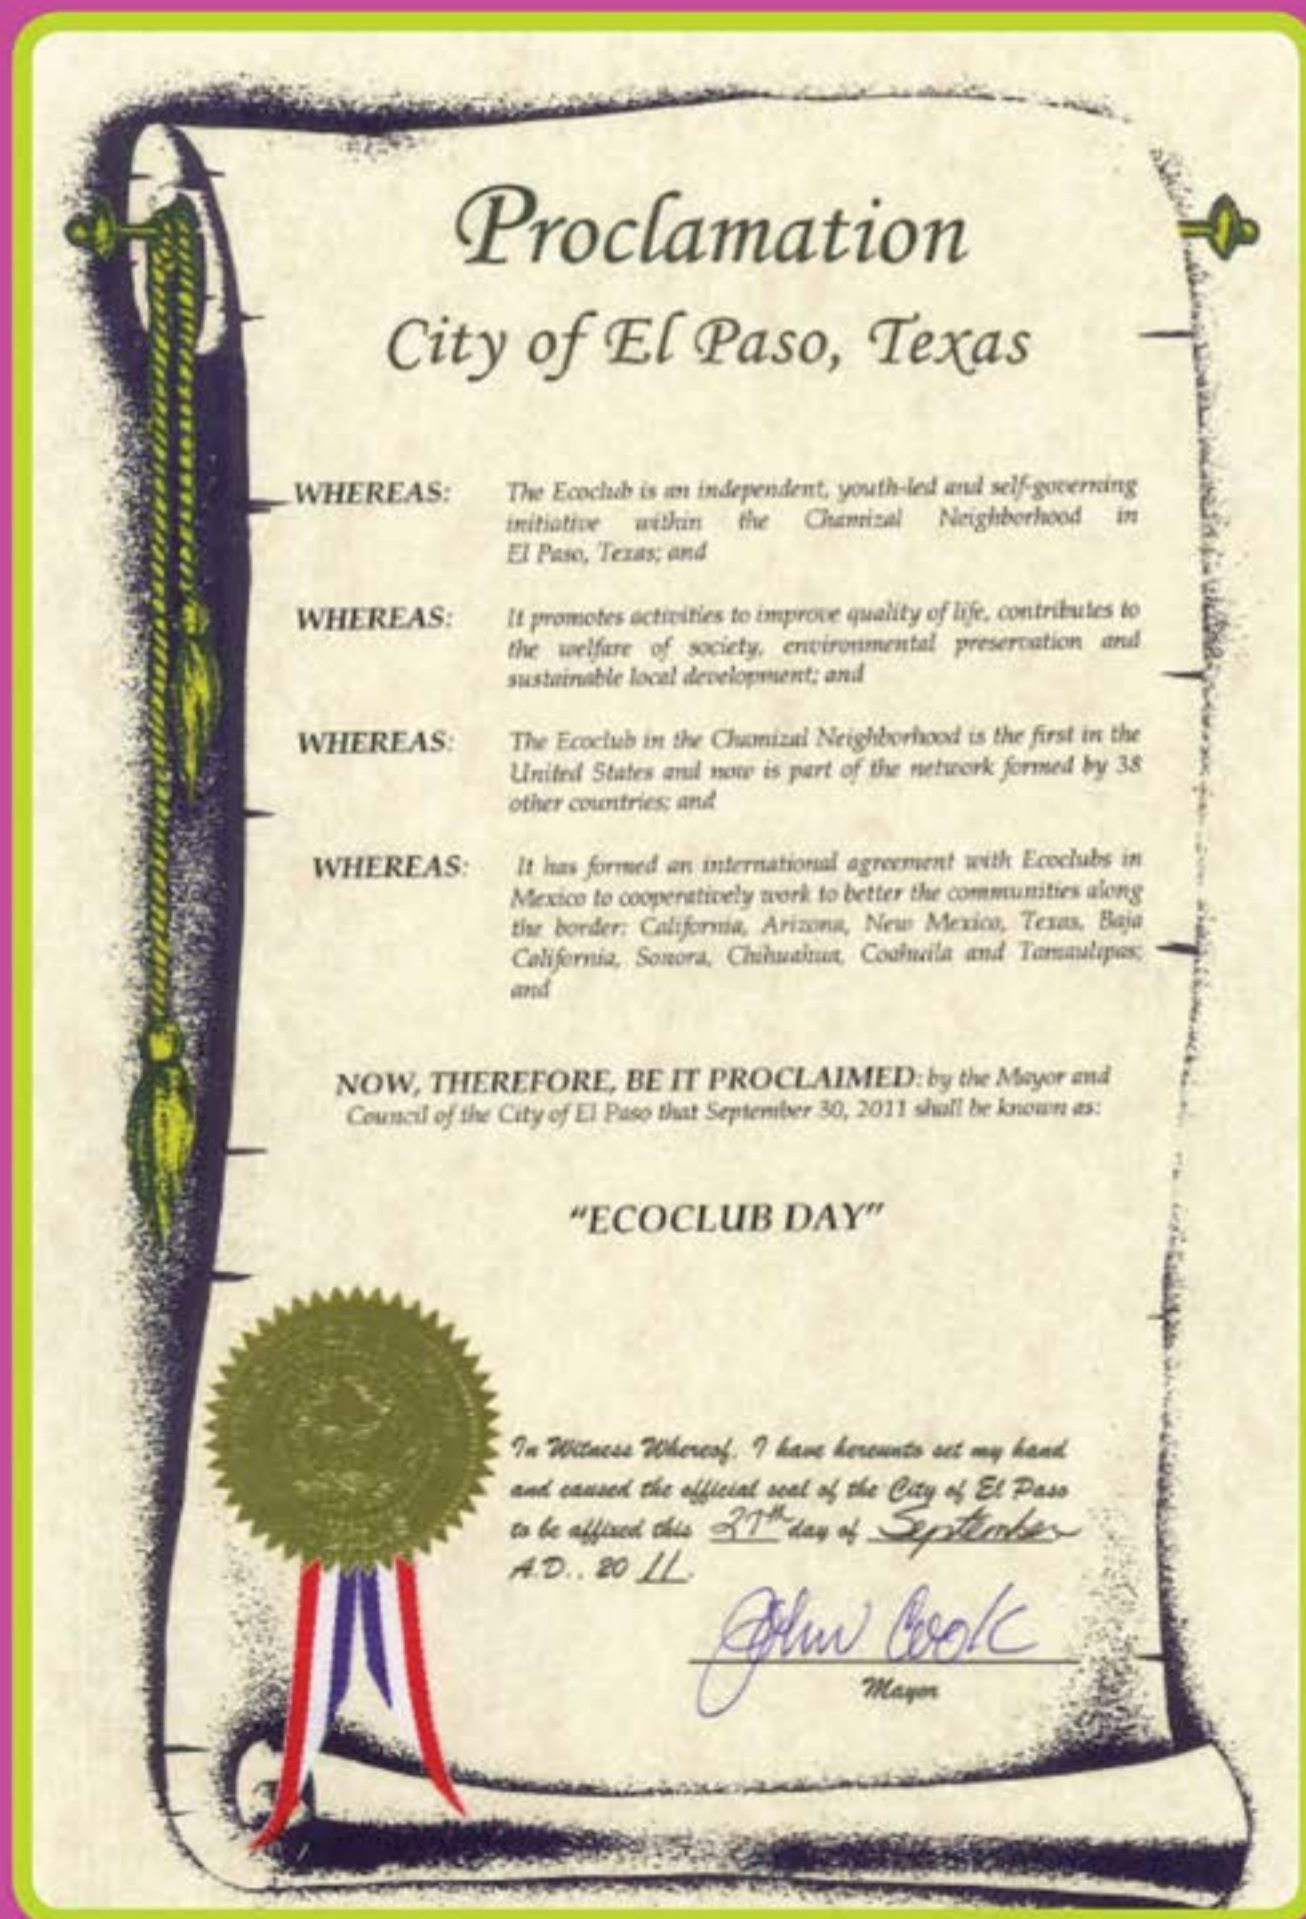 Proclamation
City of El Paso, Texas
WHEREAS: The Ecoclub is an independent, youth-led and self-governing
initiative within the Chamizal Neighborhood in
El Paso, Texas; and
WHEREAS: It promotes activities to improve quality of life, contributes to
the welfare of society, environmental preservation and
sustainable local development; and
WHEREAS: The Ecoclub in the Chamizal Neighborhood is the first in the
United States and now is part of the network formed by 38
other countries; and
WHEREAS: It has formed an international agreement with Ecoclubs in
Mexico to cooperatively work to better the communities along
the border: California, Arizona, New Mexico, Texas, Baja
California, Sonora, Chihuahua, Coahuila and Tamaulipas;
and
NOW, THEREFORE, BE IT PROCLAIMED: by the Mayor and
Council of the City of El Paso that September 30, 2011 shall be known as:
"ECOCLUB DAY"
In Witness Whereof, I have hereunto set my hand
and caused the official seal of the City of El Paso
to be affixed this 27th day of September
A.D., 20 11.
John Cook
Mayor